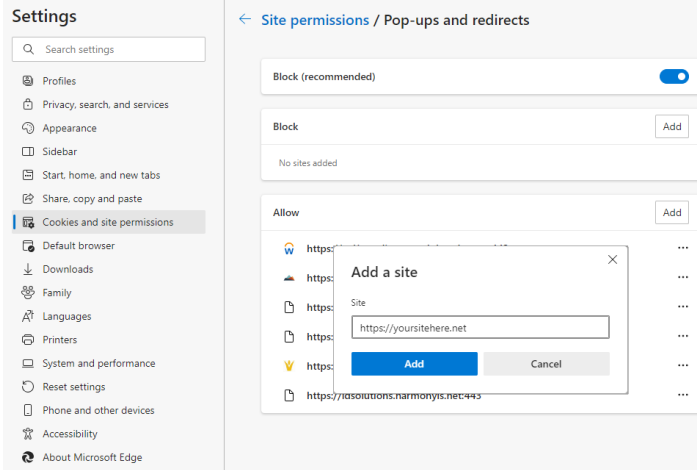 Settings
Search settings
Profiles
Privacy, search, and services
Appearance
Sidebar
Start, home, and new tabs
Share, copy and paste
Cookies and site permissions
Default browser
Downloads
Family
Languages
Printers
System and performance
Reset settings
Phone and other devices
Accessibility
About Microsoft Edge
Site permissions / Pop-ups and redirects
Block (recommended)
Block
Add
No sites added
Allow
Add
https:
https:
https:
https:
https:
https://idsolutions.harmonyis.net:443
Add a site
Site
https://yoursitehere.net
Add
Cancel